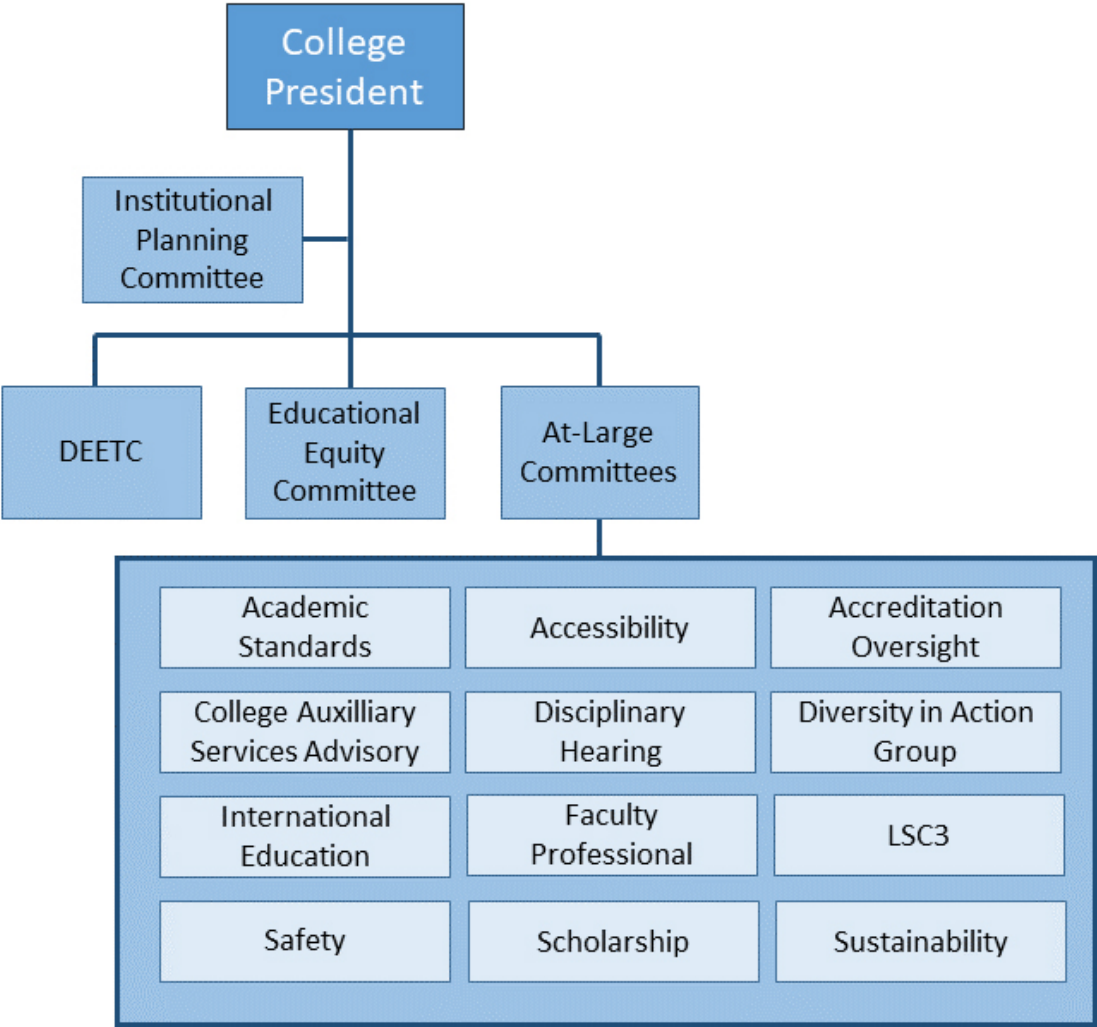 College
President
Institutional
Planning
Committee
DEETC
Educational
Equity
Committee
At-Large
Committees
Academic
Standards
Accessibility
Accreditation
Oversight
College Auxilliary
Services Advisory
Disciplinary
Hearing
Diversity in Action
Group
International
Education
Faculty
Professional
LSC3
Safety
Scholarship
Sustainability